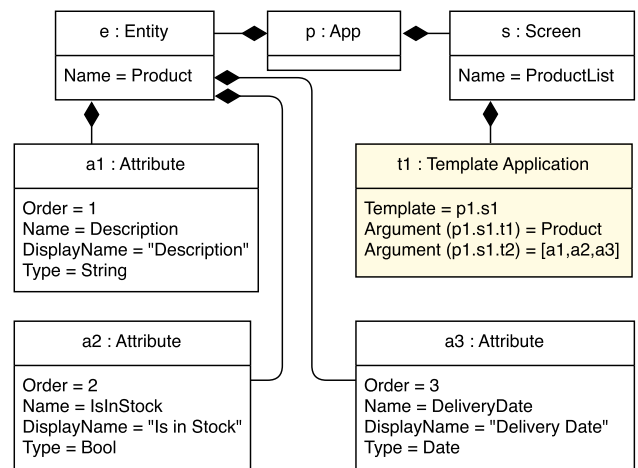 e : Entity
Name = Product
p : App
s : Screen
Name = ProductList
a1 : Attribute
Order = 1
Name = Description
DisplayName = "Description"
Type = String
t1 : Template Application
Template = p1.s1
Argument (p1.s1.t1) = Product
Argument (p1.s1.t2) = [a1,a2,a3]
a2 : Attribute
Order = 2
Name = IsInStock
DisplayName = "Is in Stock"
Type = Bool
a3 : Attribute
Order = 3
Name = DeliveryDate
DisplayName = "Delivery Date"
Type = Date